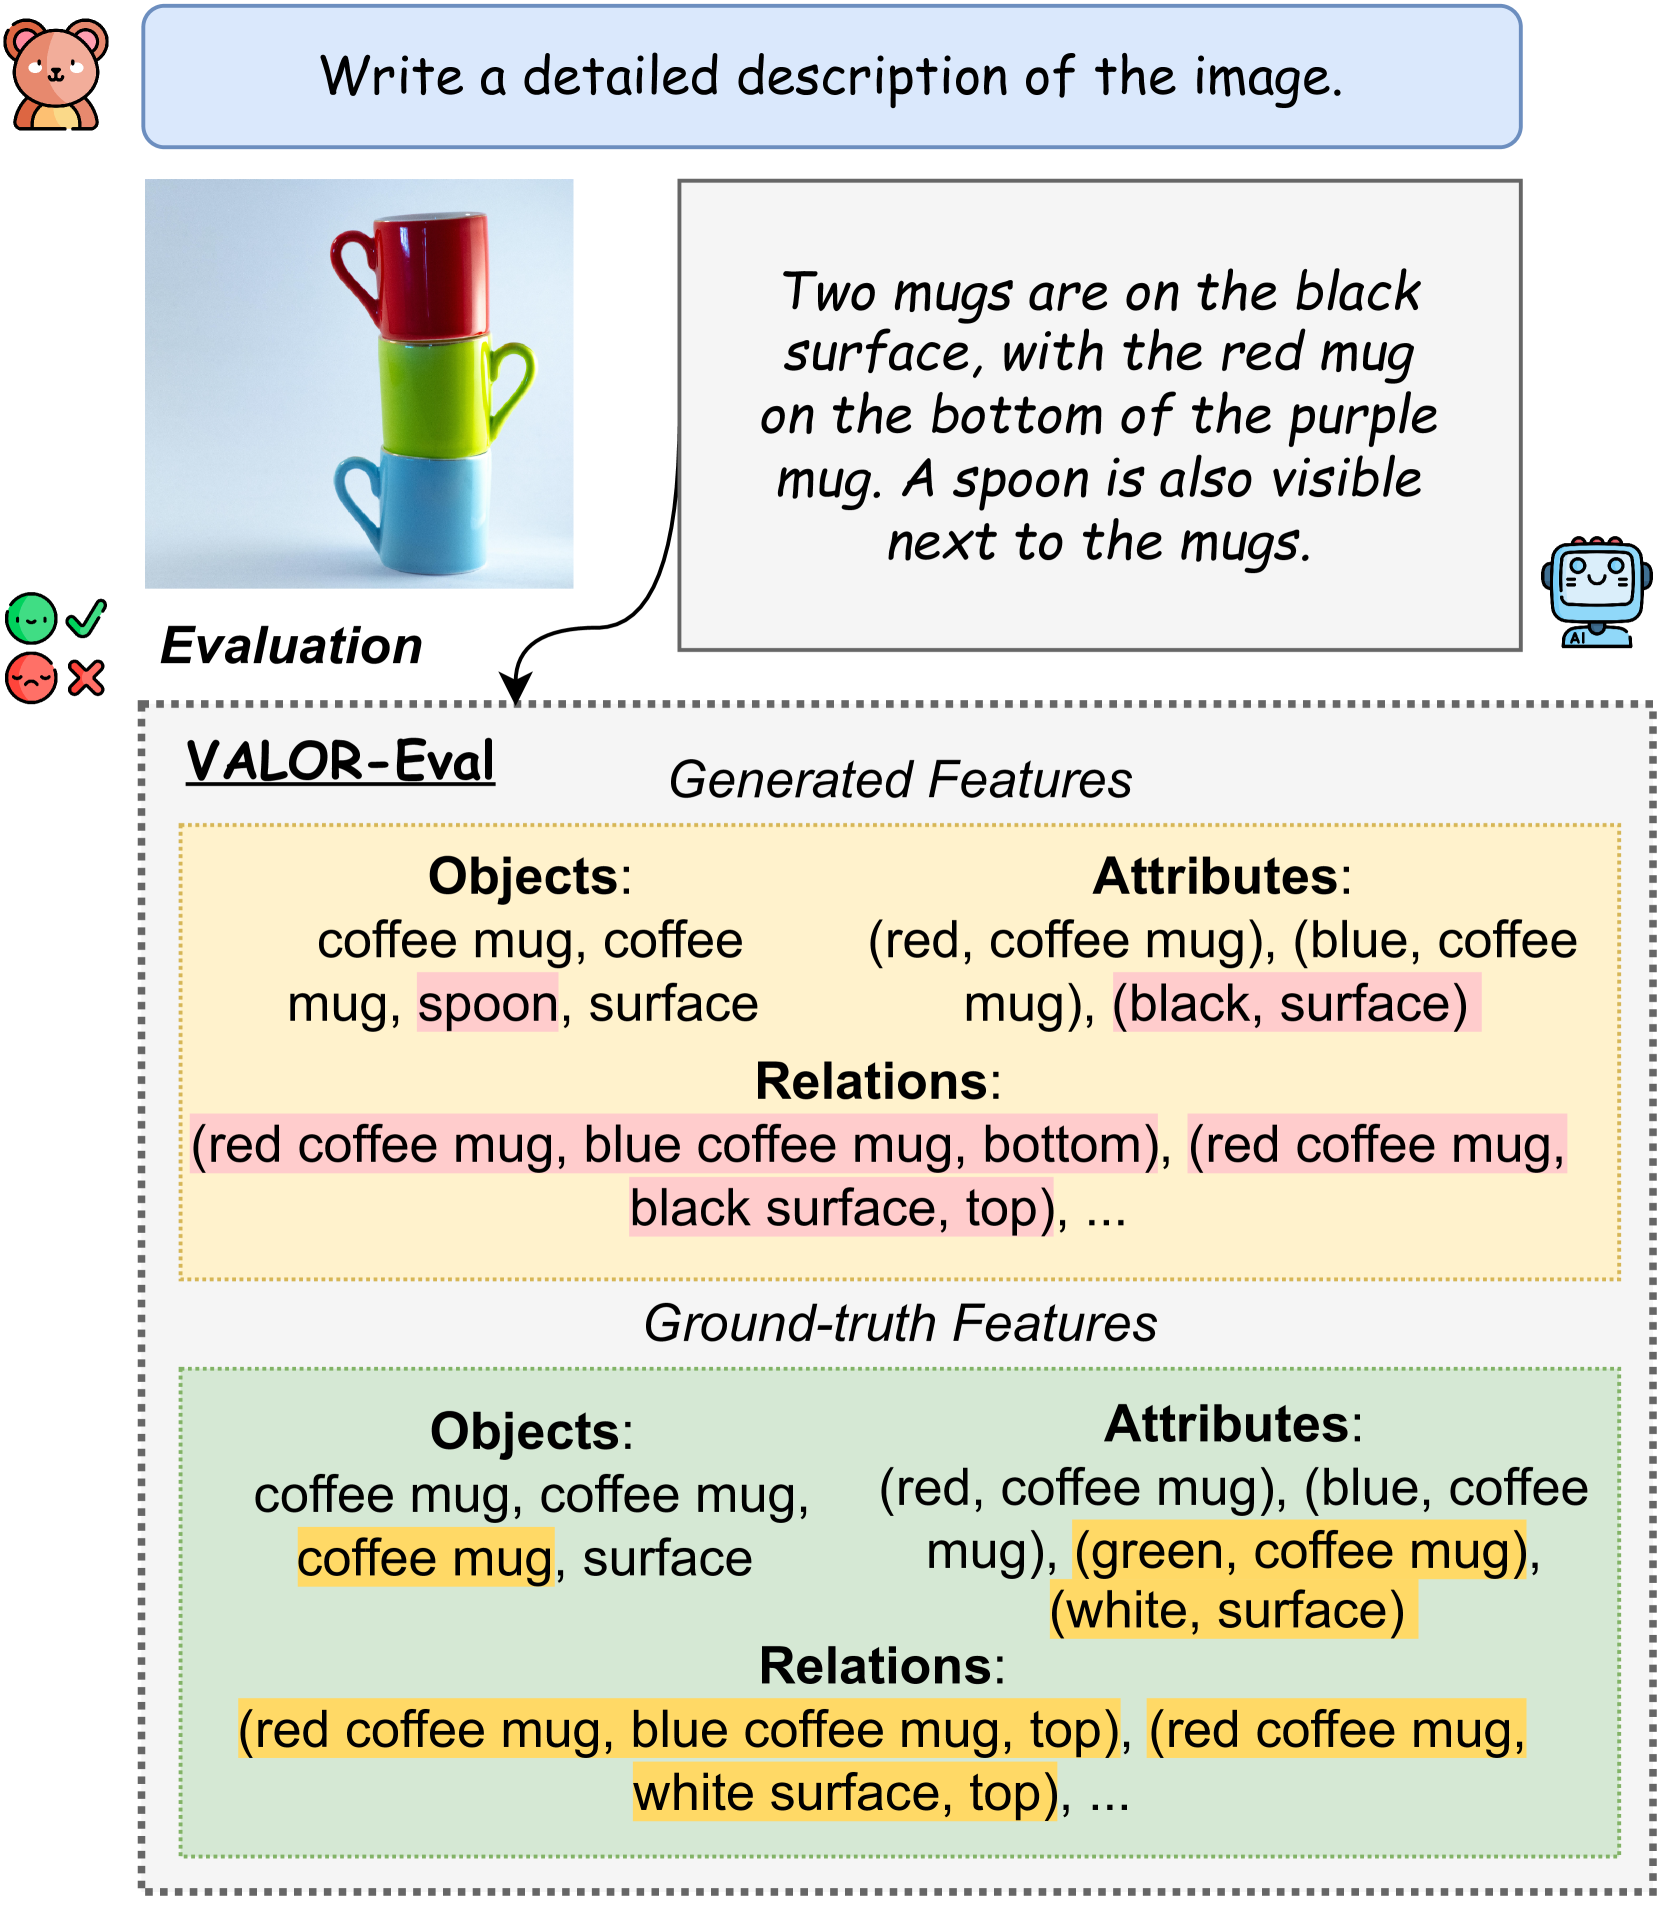 Write a detailed description of the image.
Two mugs are on the black
surface, with the red mug
on the bottom of the purple
mug. A spoon is also visible
next to the mugs.
AI
Evaluation
VALOR-Eval
Generated Features
Objects:
coffee mug, coffee
mug, spoon, surface
Attributes:
(red, coffee mug), (blue, coffee
mug), (black, surface)
Relations:
(red coffee mug, blue coffee mug, bottom), (red coffee mug,
black surface, top), ...
Ground-truth Features
Objects:
coffee mug, coffee mug,
coffee mug, surface
Attributes:
(red, coffee mug), (blue, coffee
mug), (green, coffee mug),
(white, surface)
Relations:
(red coffee mug, blue coffee mug, top), (red coffee mug,
white surface, top), ...